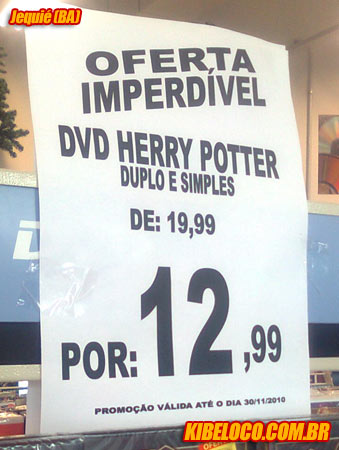 Jequié (BA)
OFERTA
IMPERDÍVEL
DVD HERRY POTTER
DUPLO E SIMPLES
DE: 19,99
POR: 12,99
PROMOÇÃO VÁLIDA ATÉ O DIA 30/11/2010
KIBELOCO.COM.BR